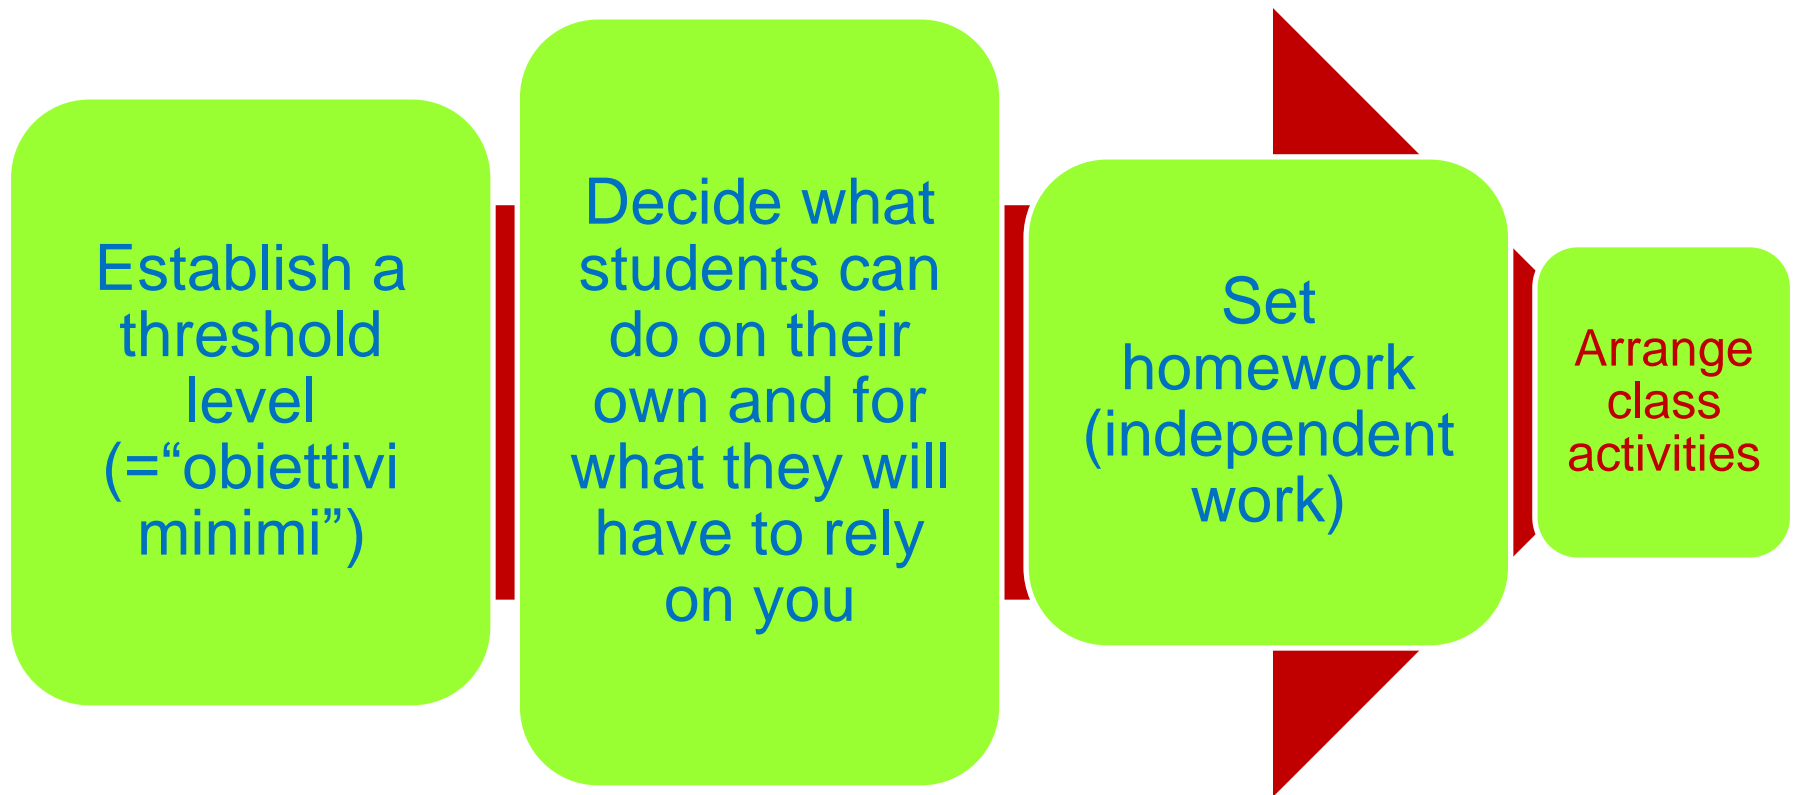 Establish a
threshold
level
(=“obiettivi
minimi”)
Decide what
students can
do on their
own and for
what they will
have to rely
on you
Set
homework
(independent
work)
Arrange
class
activities